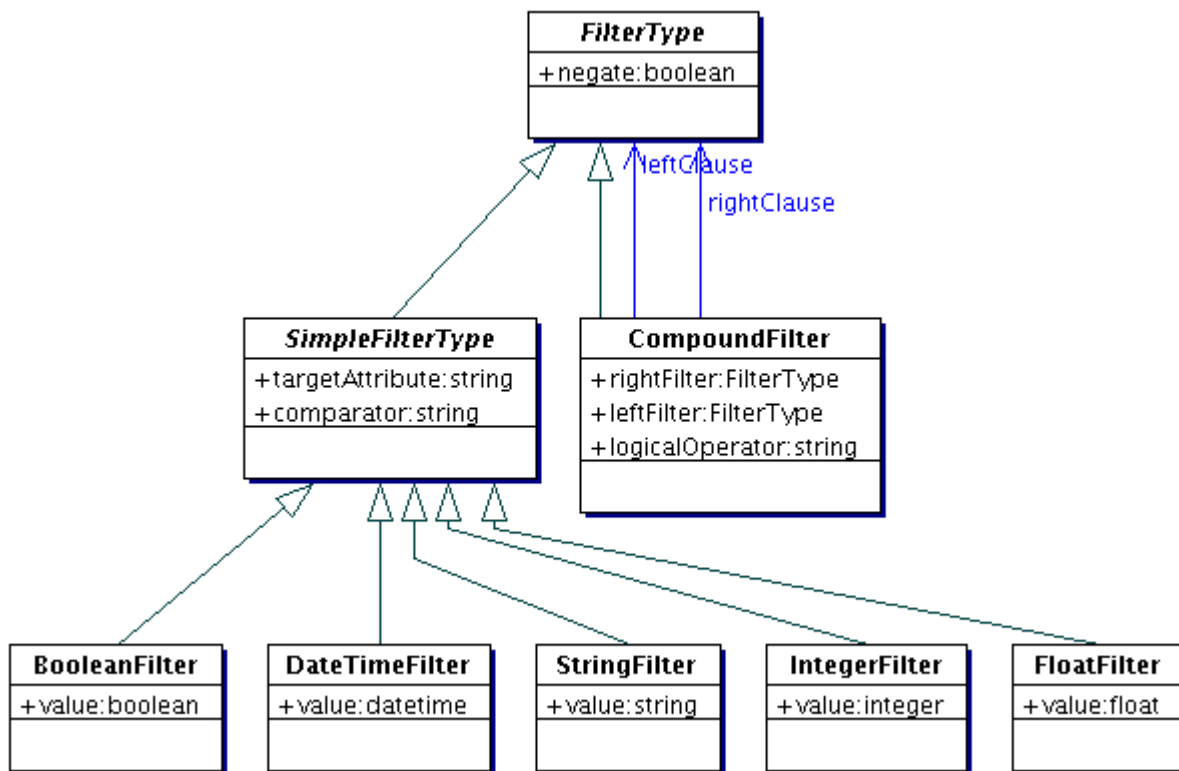 FilterType
+negate:boolean
leftClause
rightClause
SimpleFilterType
+targetAttribute:string
+comparator:string
CompoundFilter
+rightFilter:FilterType
+leftFilter:FilterType
+logicalOperator:string
BooleanFilter
+value:boolean
DateTimeFilter
+value:datetime
StringFilter
+value:string
IntegerFilter
+value:integer
FloatFilter
+value:float